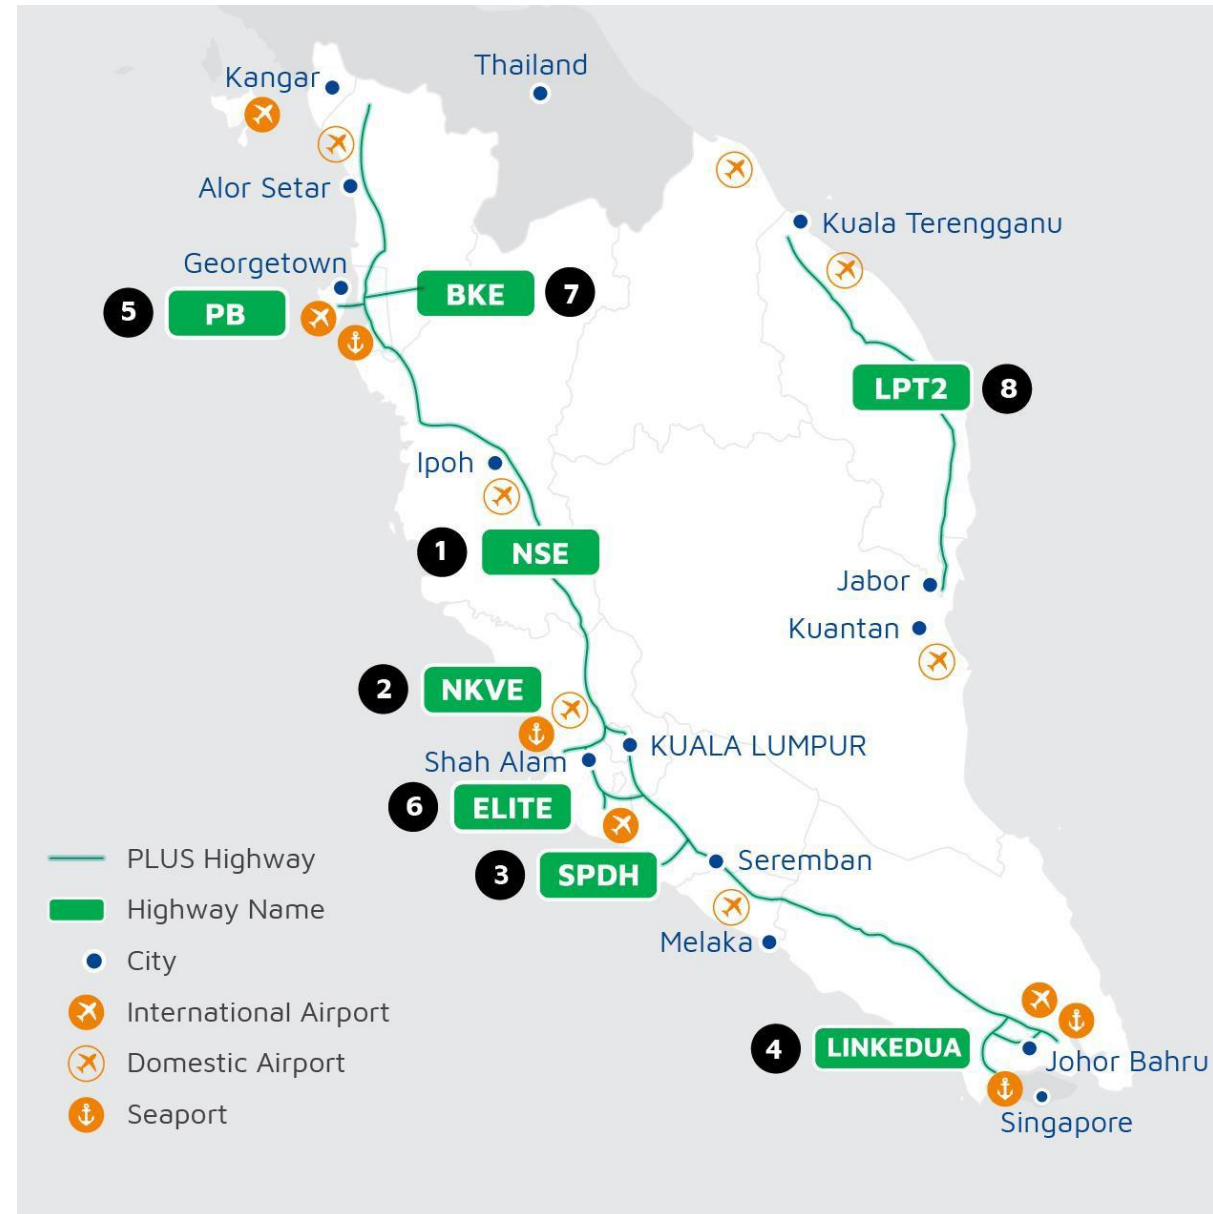 Thailand
Kangar
Alor Setar
Kuala Terengganu
Georgetown
BKE 7
5 PB
LPT2 8
Ipoh
1 NSE
Jabor
Kuantan
2 NKVE
KUALA LUMPUR
Shah Alam
6 ELITE
3 SPDH
Seremban
Melaka
4 LINKEDUA
Johor Bahru
Singapore
PLUS Highway
Highway Name
City
International Airport
Domestic Airport
Seaport